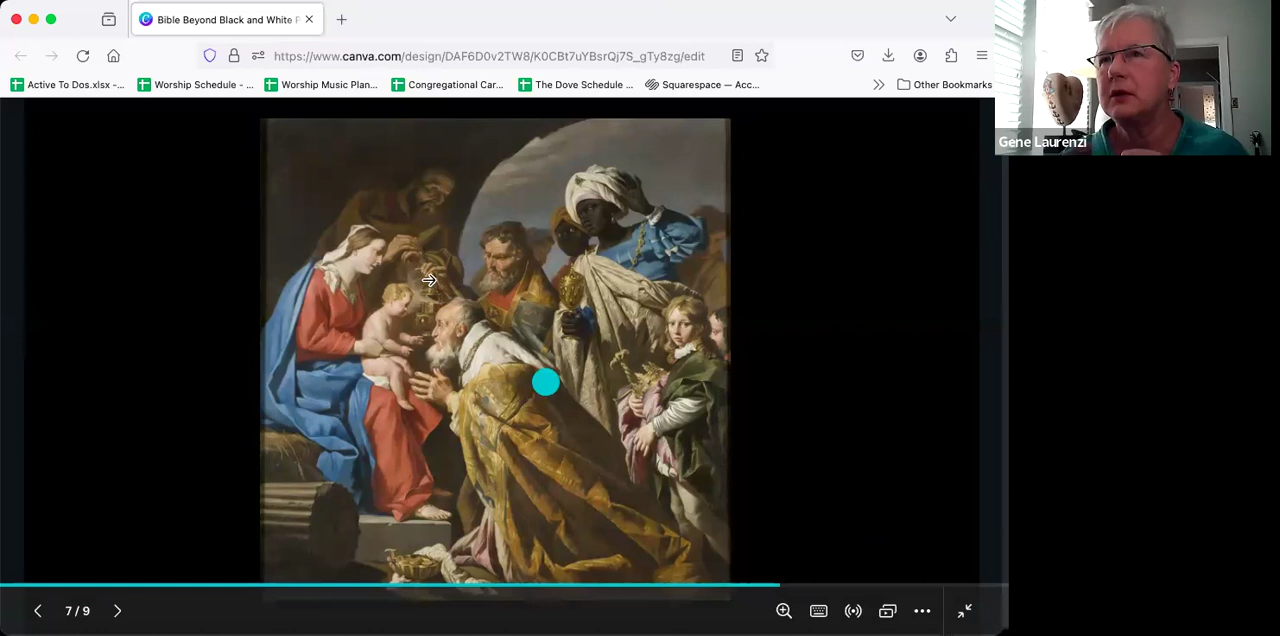 Bible Beyond Black and White P
https://www.canva.com/design/DAF6D0v2TW8/K0CBt7uYBsrQj7S_gTy8zg/edit
Active To Dos.xlsx -...
Worship Schedule - ...
Worship Music Plan...
Congregational Car...
The Dove Schedule ...
Squarespace — Acc...
Other Bookmarks
Gene Laurenzi
7 / 9